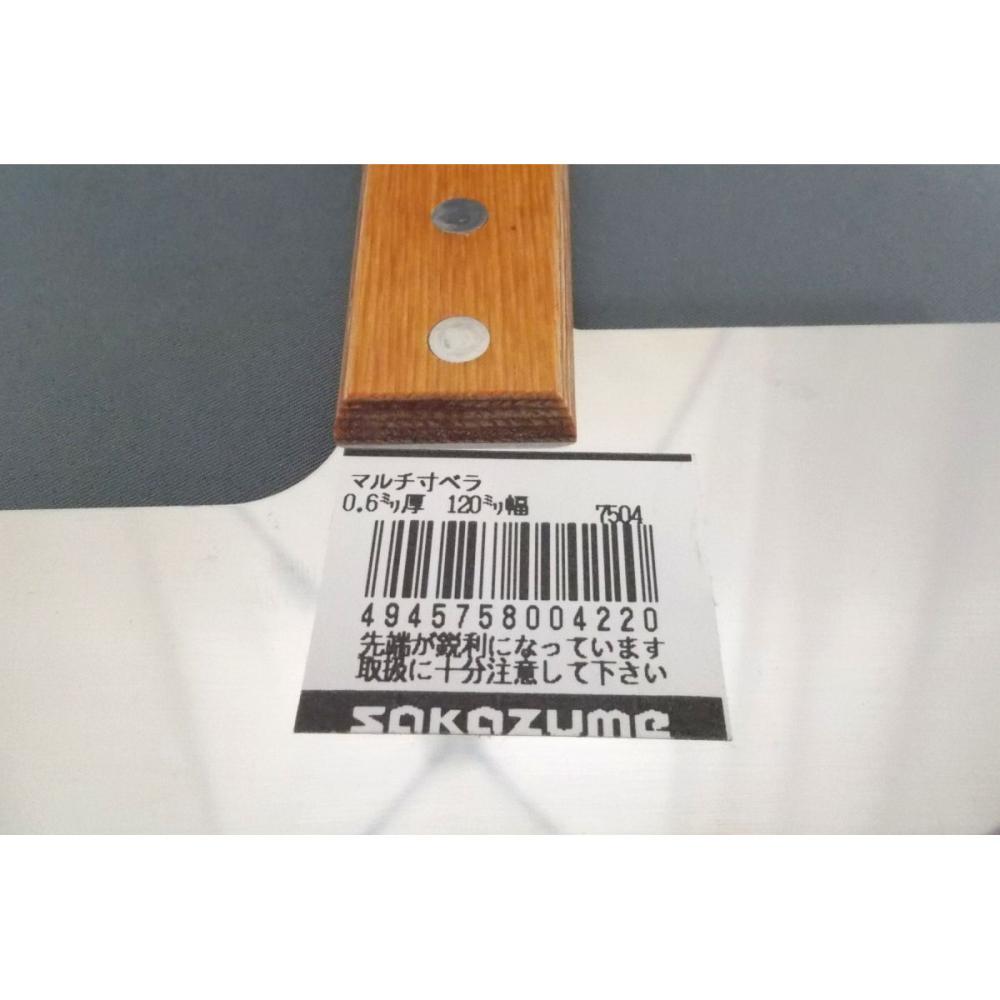 マルチ寸ベラ
0.6㍉厚 120㍉幅 7504
4945758004220
先端が鋭利になっています
取扱に十分注意して下さい
SAKAZUME